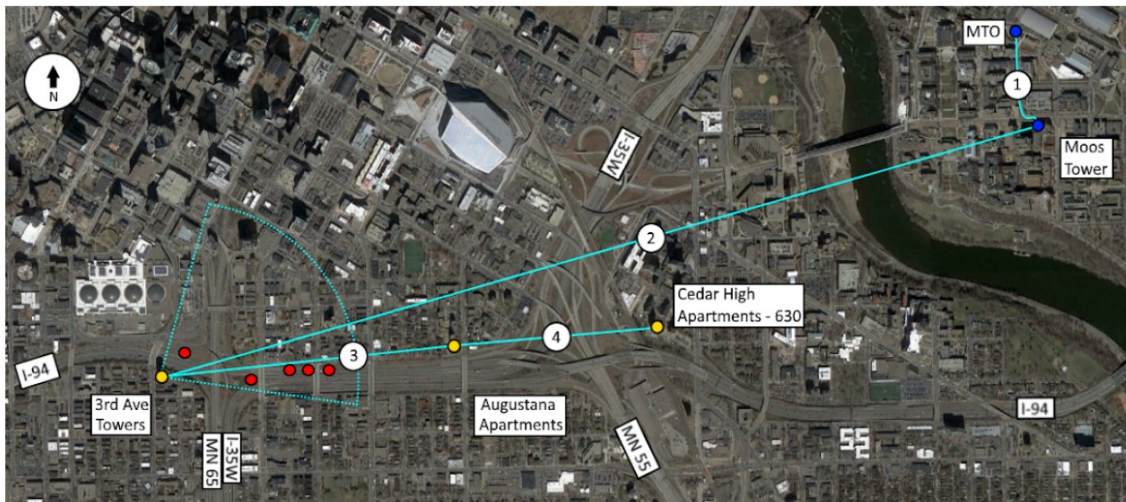 MTO
1
N
I-35W
Moos
Tower
2
Cedar High
Apartments - 630
4
3
I-94
3rd Ave
Towers
Augustana
Apartments
I-94
MN 55
I-35W
MN 65